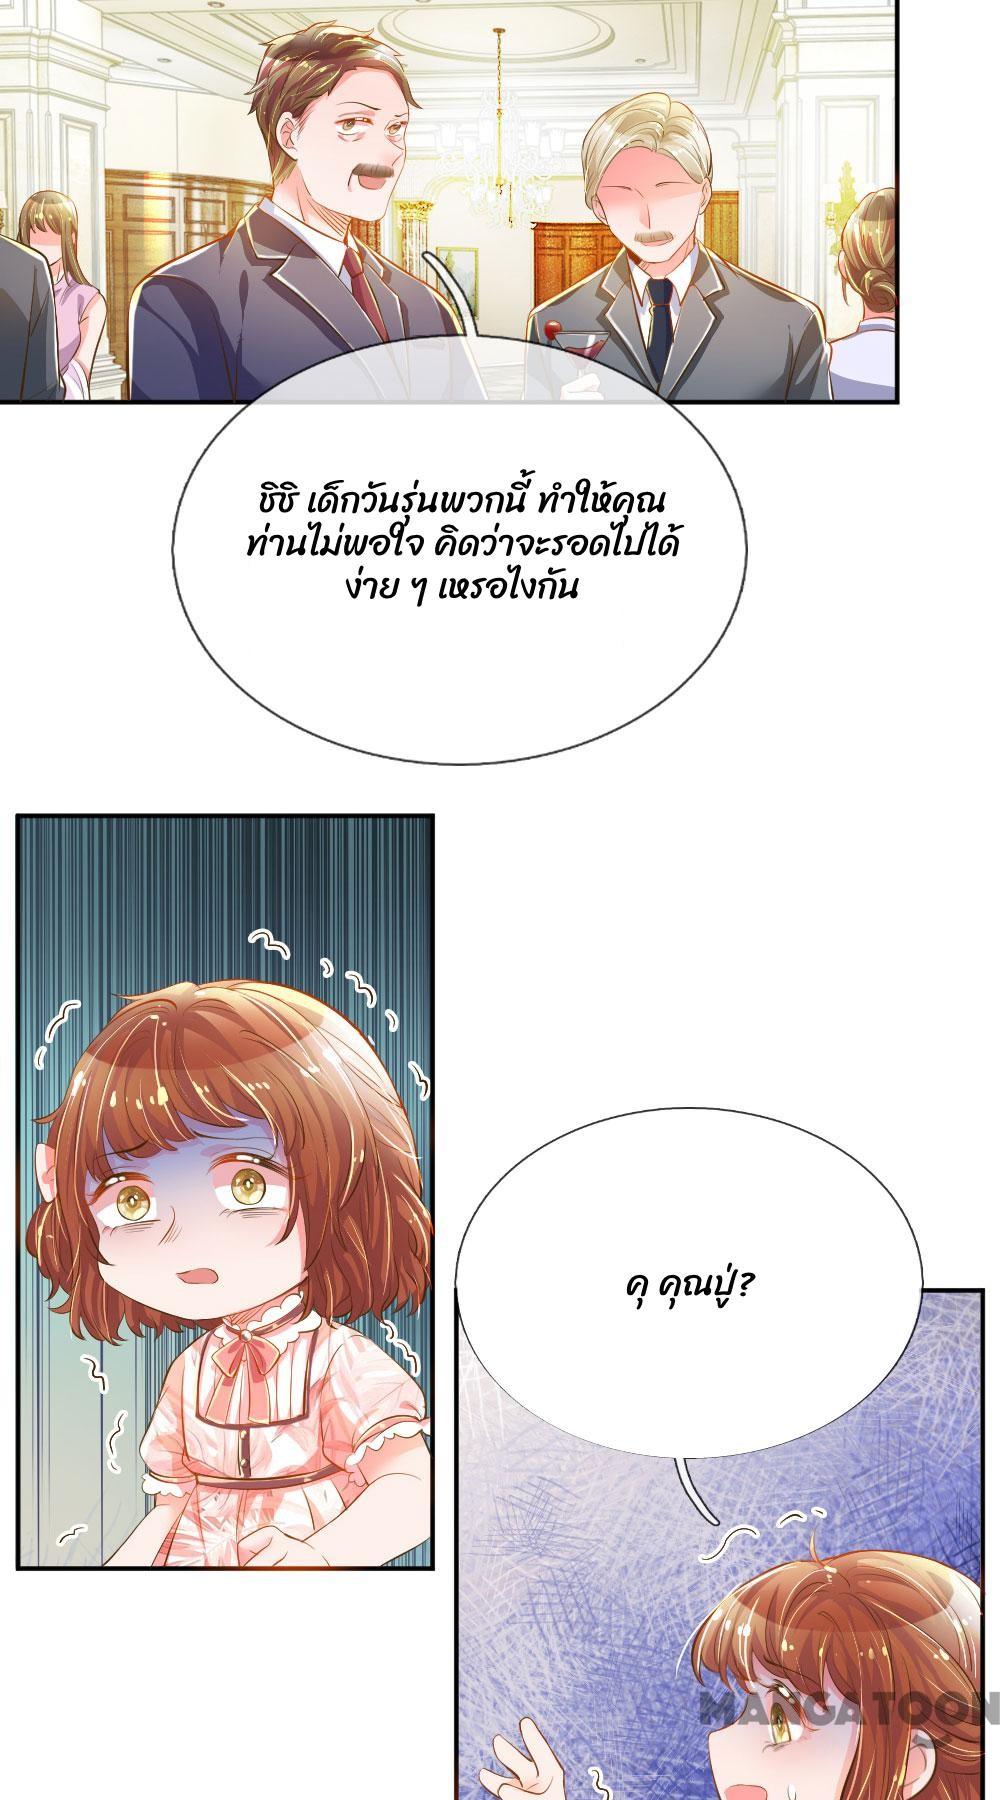 ชิชิ เด็กวันรุ่นพวกนี้ ทำให้คุณ
ท่านไม่พอใจ คิดว่าจะรอดไปได้
ง่าย ๆ เหรอไงกัน
คุ คุณปู่?
MANGATOON